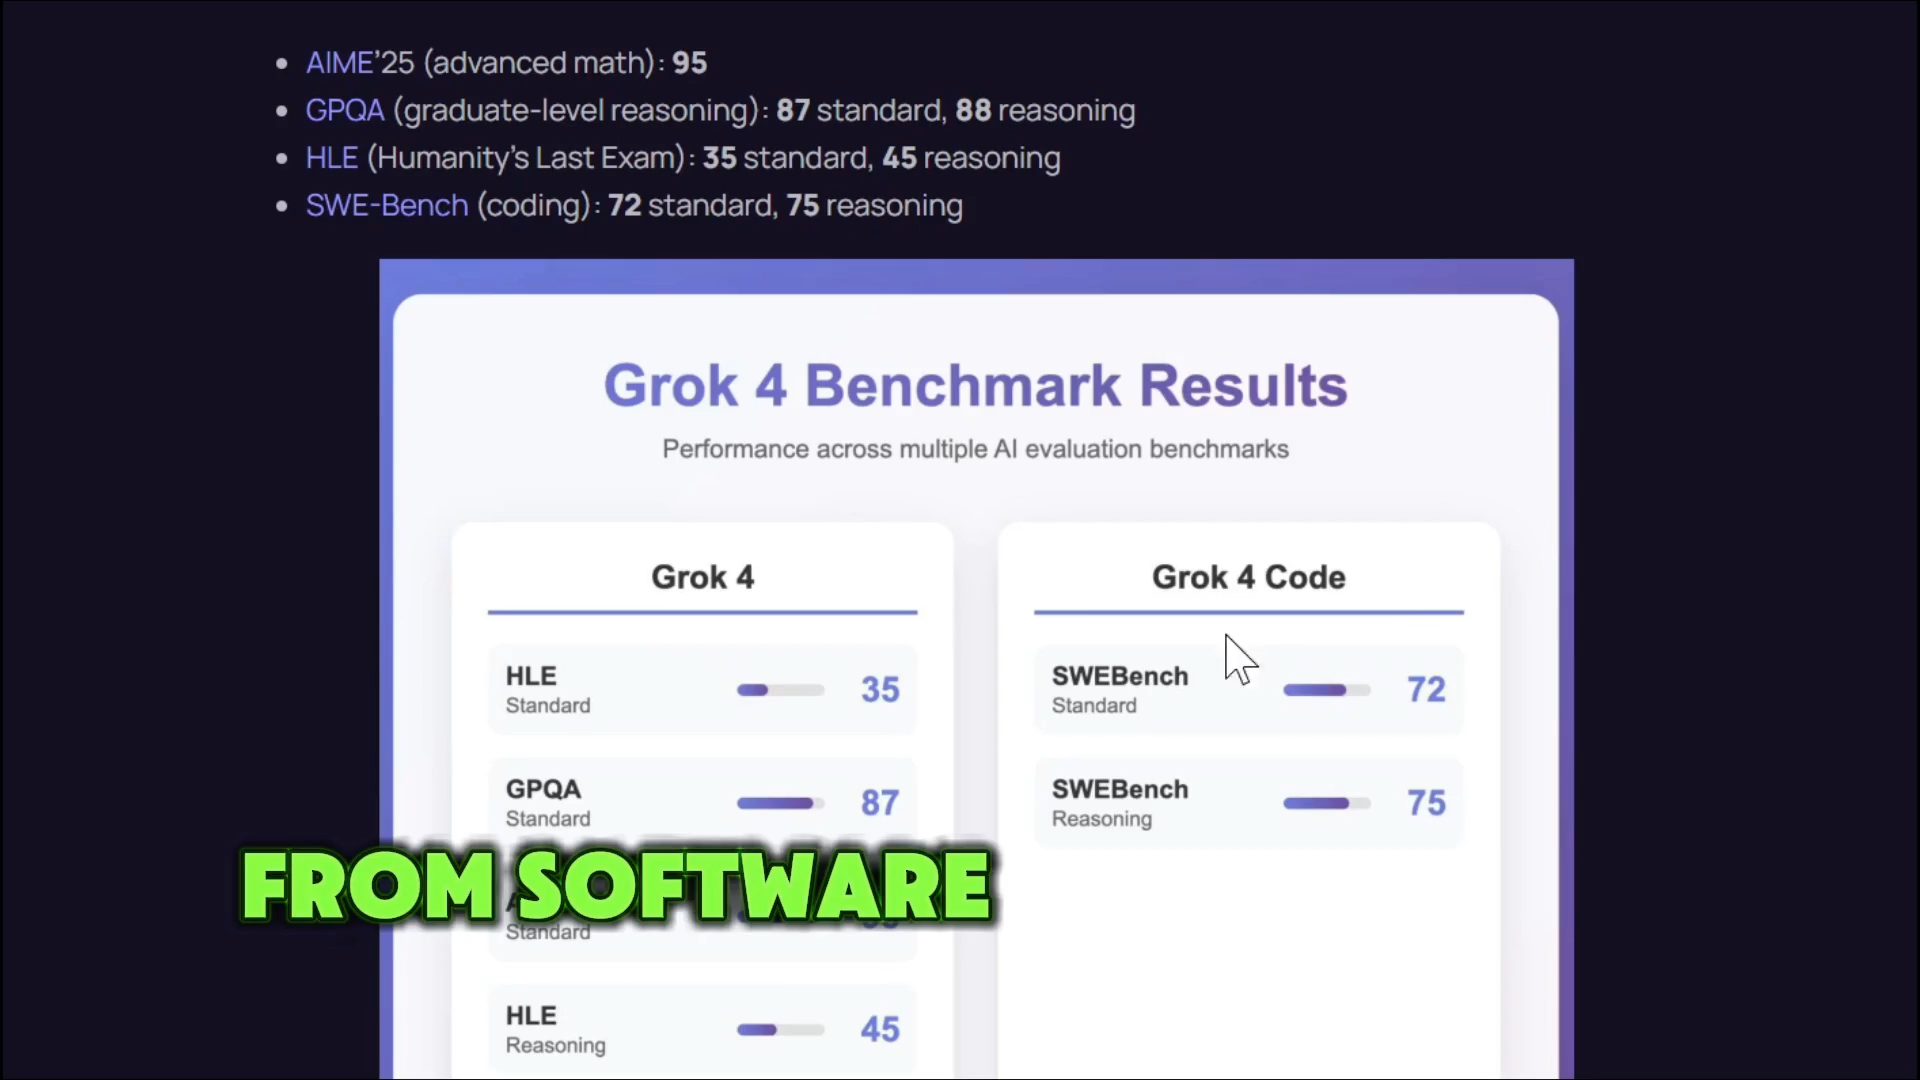 AIME'25 (advanced math): 95
GPQA (graduate-level reasoning): 87 standard, 88 reasoning
HLE (Humanity's Last Exam): 35 standard, 45 reasoning
SWE-Bench (coding): 72 standard, 75 reasoning
Grok 4 Benchmark Results
Performance across multiple AI evaluation benchmarks
Grok 4
HLE
Standard
35
GPQA
Standard
87
Standard
HLE
Reasoning
45
Grok 4 Code
SWEBench
Standard
72
SWEBench
Reasoning
75
FROM SOFTWARE